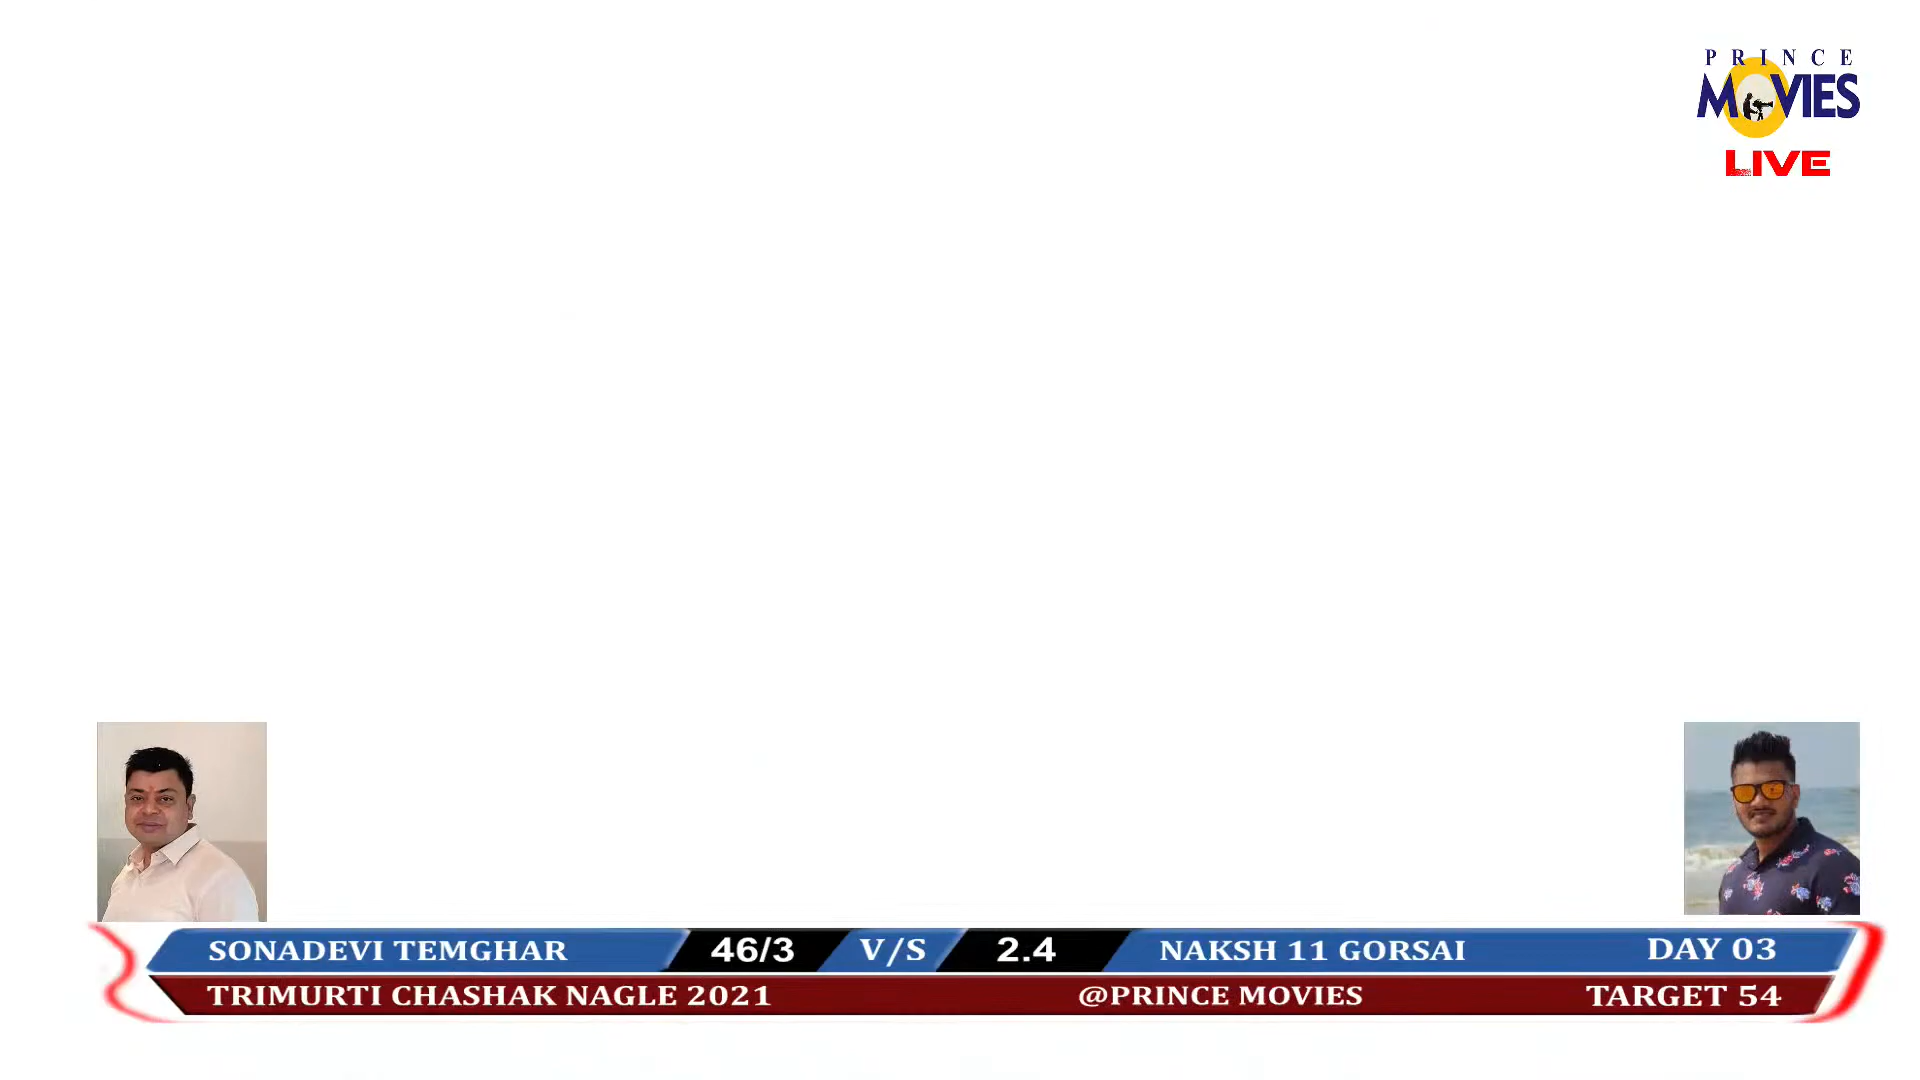 PRINCE
MOVIES
LIVE
SONADEVI TEMGHAR 46/3 V/S 2.4 NAKSH 11 GORSAI DAY 03
TRIMURTI CHASHAK NAGLE 2021 @PRINCE MOVIES TARGET 54